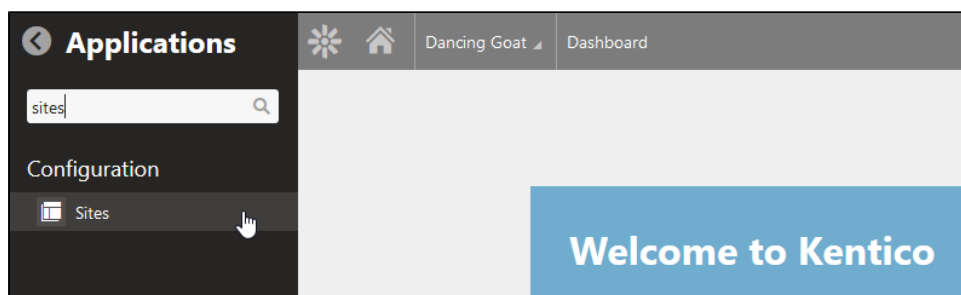 Applications
Dancing Goat
Dashboard
sites
Configuration
Sites
Welcome to Kentico